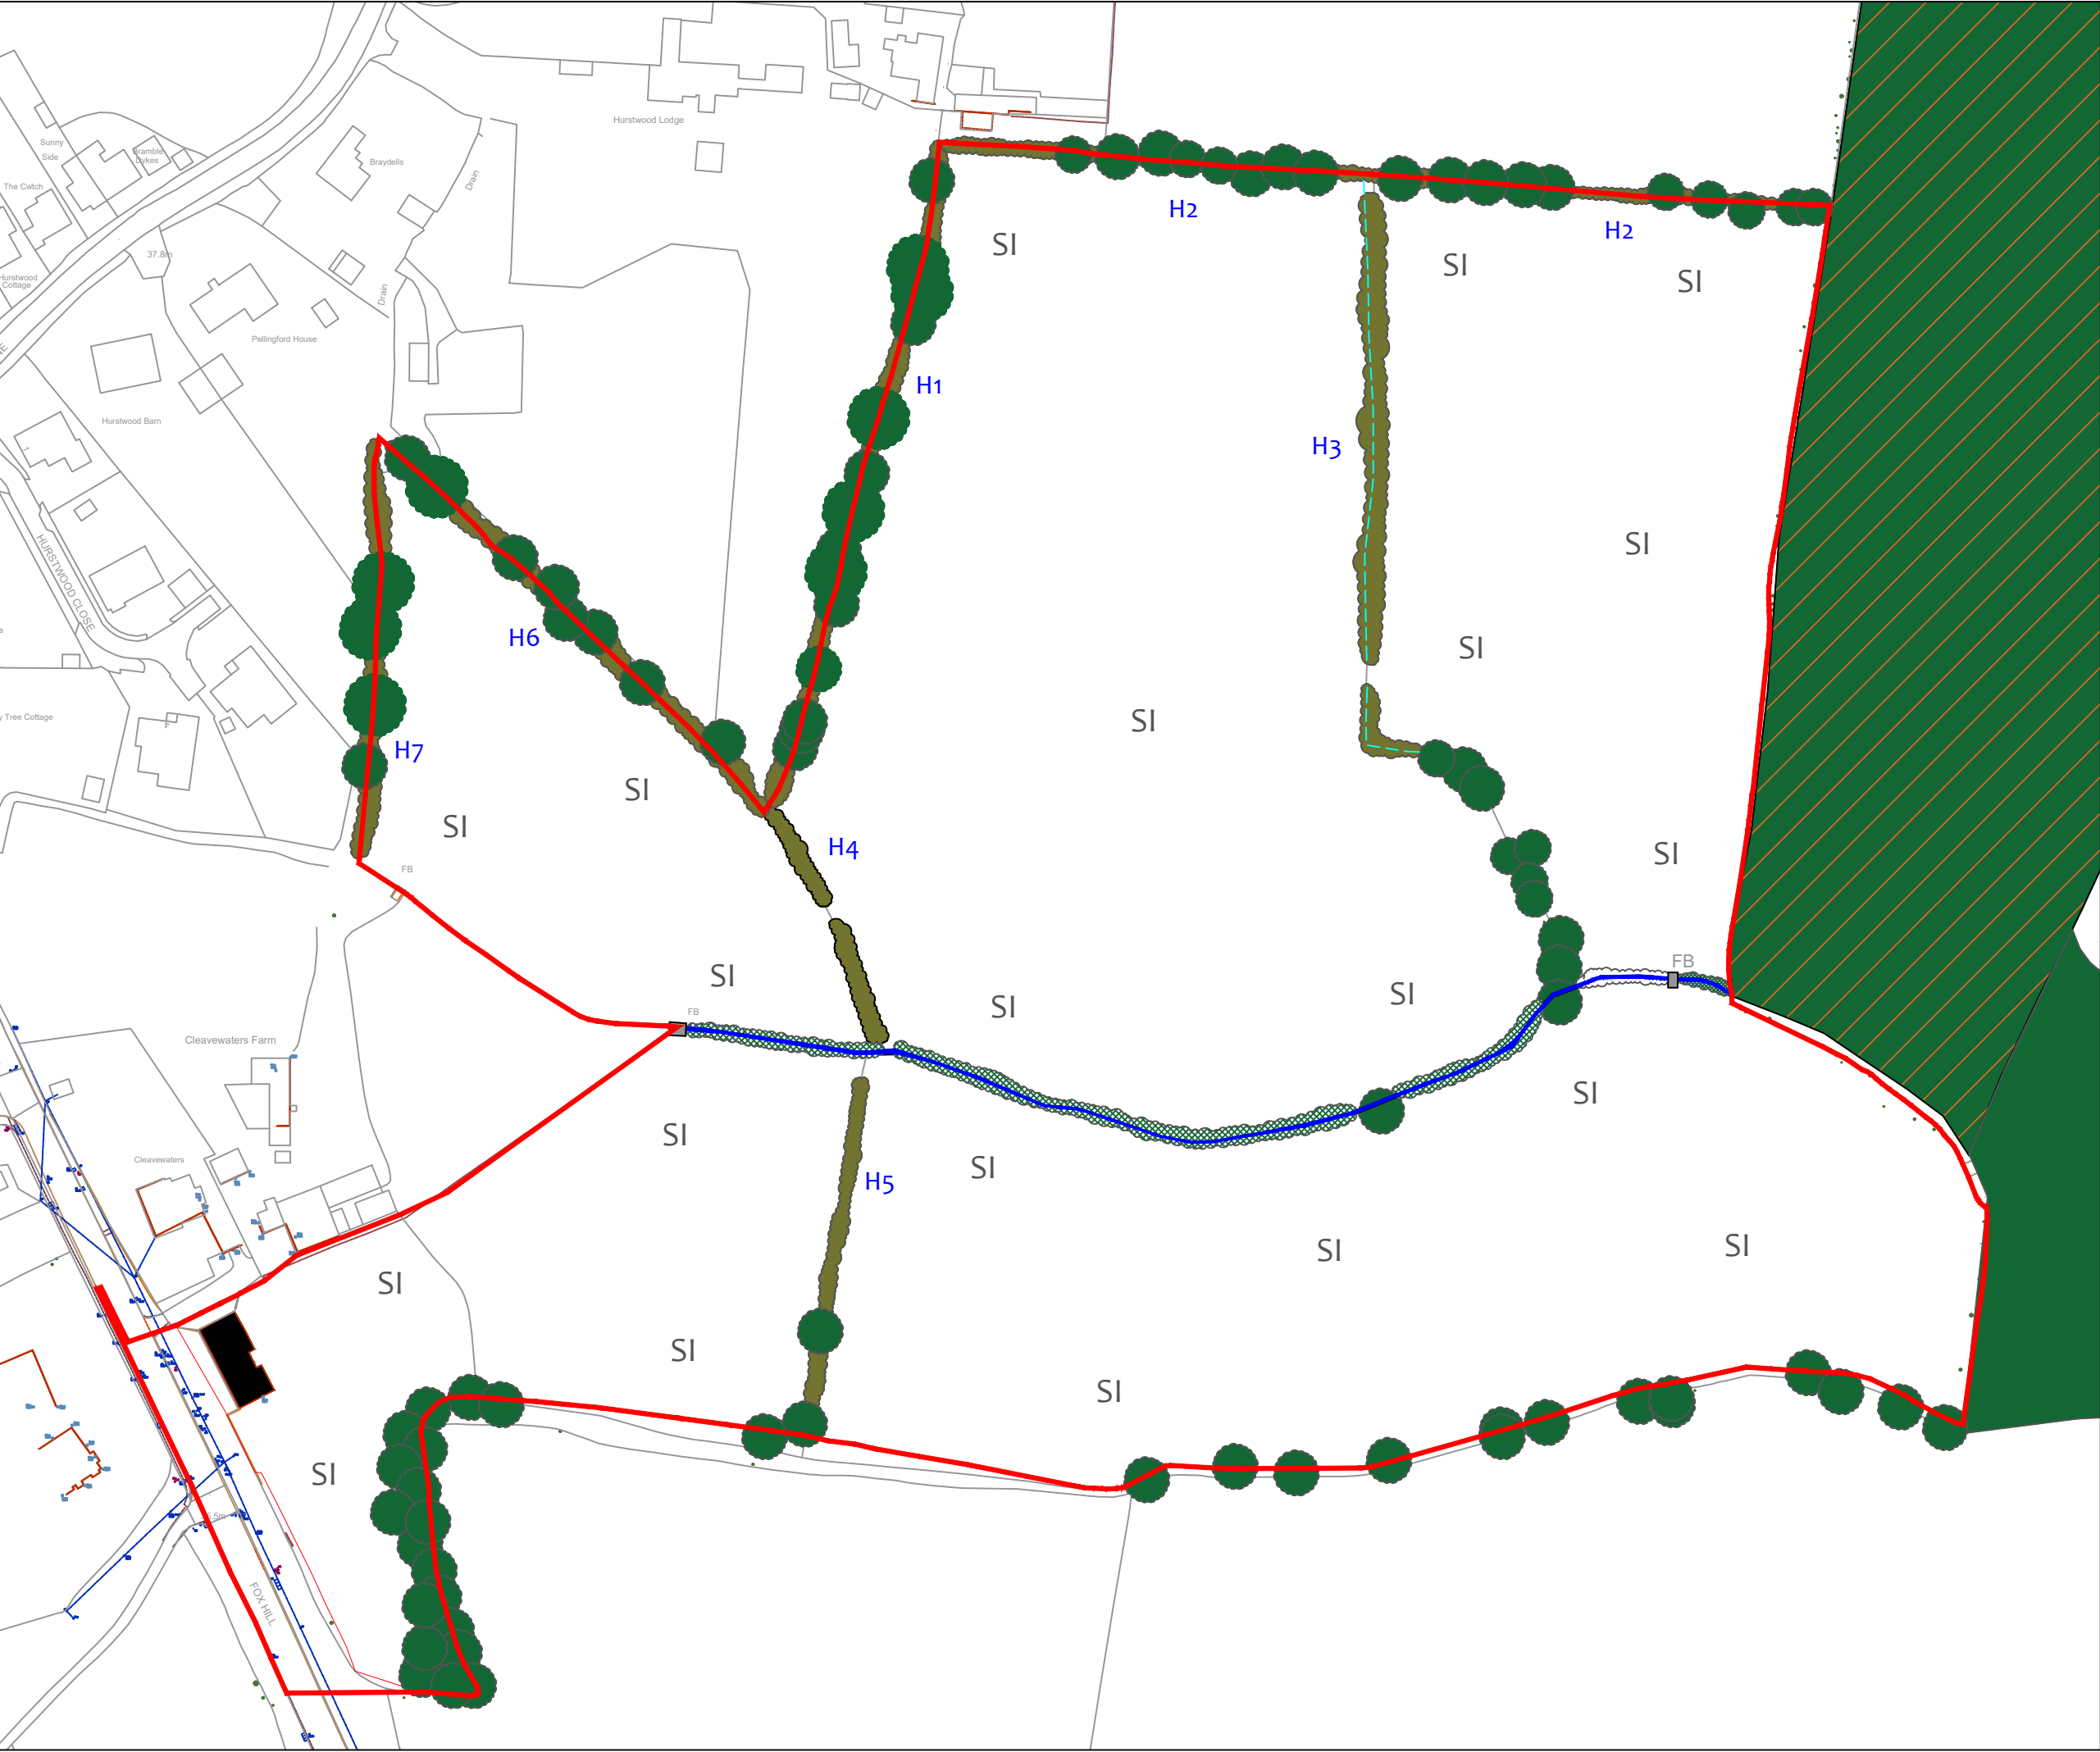 Hurstwood Lodge
Sunny
Side
Bramble
Dykes
Braydells
The Cwtch
Drain
H2
H2
SI
37.8m
SI
SI
Hurstwood
Cottage
Drain
Pellingford House
H1
Hurstwood Barn
H3
HURSTWOOD CLOSE
SI
H6
SI
Tree Cottage
SI
H7
SI
SI
H4
SI
FB
FB
SI
SI
SI
FB
Cleavewaters Farm
SI
SI
Cleavewaters
SI
H5
SI
SI
SI
SI
SI
SI
FOX HILL